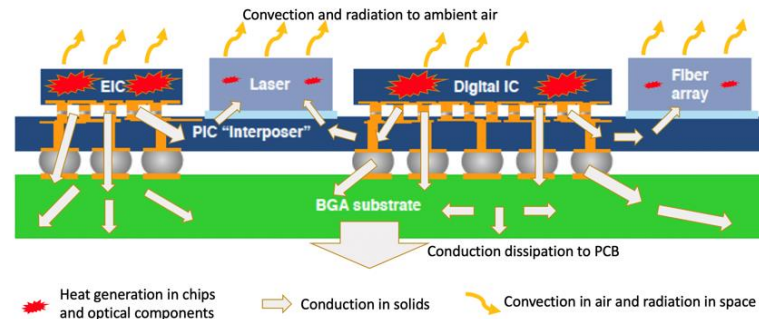 Convection and radiation to ambient air
EIC
Laser
Digital IC
Fiber
array
PIC “Interposer”
BGA substrate
Conduction dissipation to PCB
Heat generation in chips
and optical components
Conduction in solids
Convection in air and radiation in space